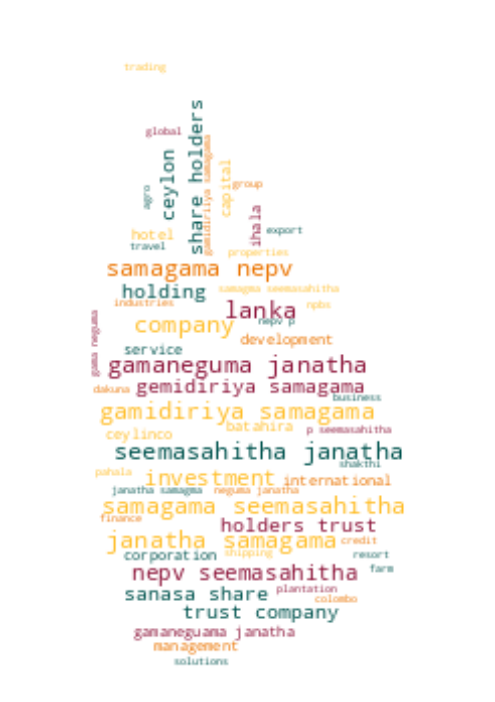 trading
global
share holders
ceylon
gamidiriya samagama
capital
agro
group
ihala
export
hotel
travel
properties
samagama nepv
holding
samagma seemasahitha
industries
npbs
lanka
company
nepv p
gama neguma
development
service
gamaneguma janatha
dakuna
gemidiriya samagama
business
gamidiriya samagama
batahira
ceylinco
p seemasahitha
seemasahitha janatha
shakthi
pahala
investment
international
janatha samagma
neguma janatha
samagama seemasahitha
finance
holders trust
janatha samagama
credit
corporation
shipping
resort
nepv seemasahitha
farm
sanasa share
plantation
colombo
trust company
gamaneguama janatha
management
solutions